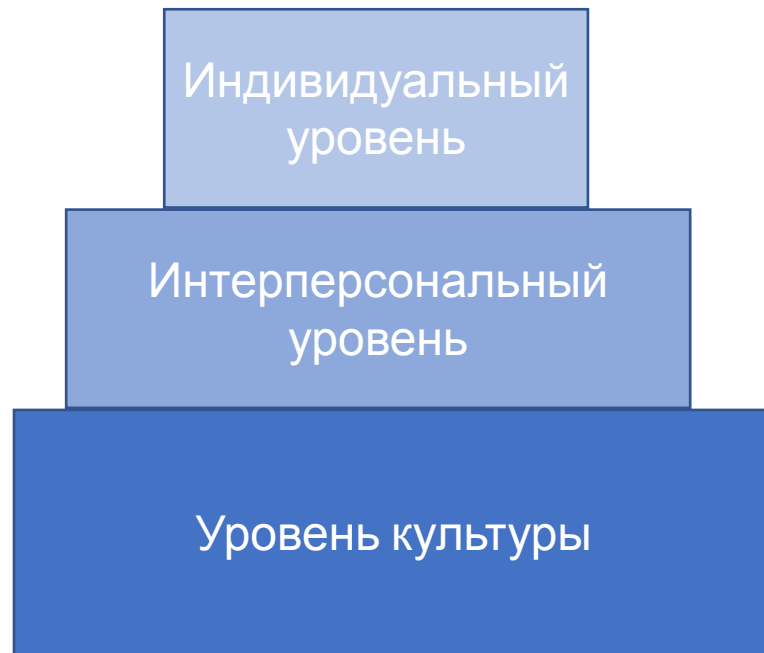 Индивидуальный
уровень
Интерперсональный
уровень
Уровень культуры